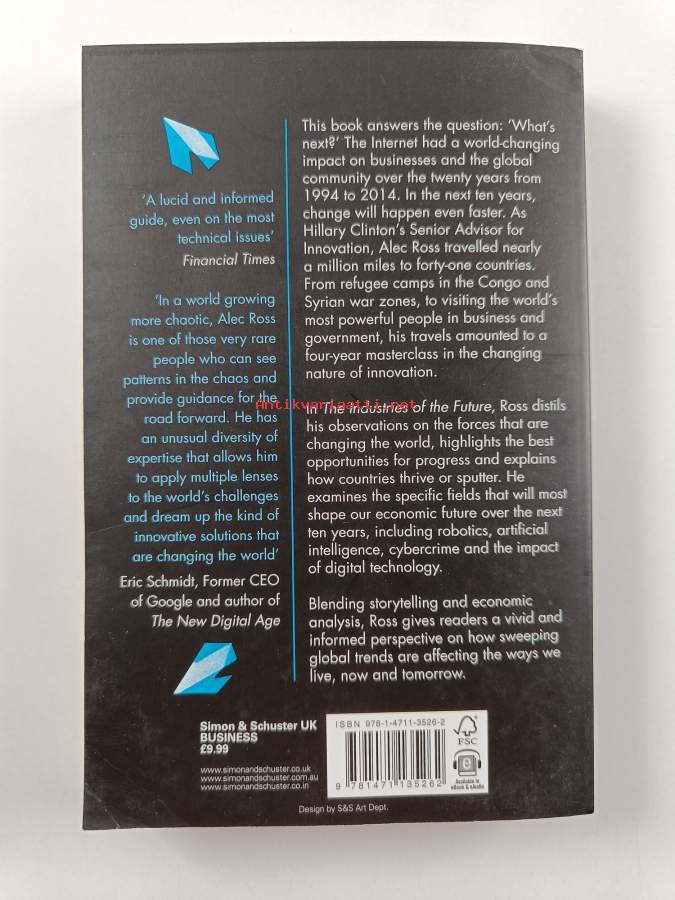 'A lucid and informed
guide, even on the most
technical issues'
Financial Times
'In a world growing
more chaotic, Alec Ross
is one of those very rare
people who can see
patterns in the chaos and
provide guidance for the
road forward. He has
an unusual diversity of
expertise that allows him
to apply multiple lenses
to the world's challenges
and dream up the kind of
innovative solutions that
are changing the world'
Eric Schmidt, Former CEO
of Google and author of
The New Digital Age
This book answers the question: 'What's
next?' The Internet had a world-changing
impact on businesses and the global
community over the twenty years from
1994 to 2014. In the next ten years,
change will happen even faster. As
Hillary Clinton's Senior Advisor for
Innovation, Alec Ross travelled nearly
a million miles to forty-one countries.
From refugee camps in the Congo and
Syrian war zones, to visiting the world's
most powerful people in business and
government, his travels amounted to a
four-year masterclass in the changing
nature of innovation.
Antikvariaatti.net
In The Industries of the Future, Ross distils
his observations on the forces that are
changing the world, highlights the best
opportunities for progress and explains
how countries thrive or sputter. He
examines the specific fields that will most
shape our economic future over the next
ten years, including robotics, artificial
intelligence, cybercrime and the impact
of digital technology.
Blending storytelling and economic
analysis, Ross gives readers a vivid and
informed perspective on how sweeping
global trends are affecting the ways we
live, now and tomorrow.
Simon & Schuster UK
BUSINESS
£9.99
www.simonandschuster.co.uk
www.simonandschuster.com.au
www.simonandschuster.co.in
ISBN 978-1-4711-3526-2
9 781471 135262
FSC
e
Available in
eBook & eAudio
Design by S&S Art Dept.